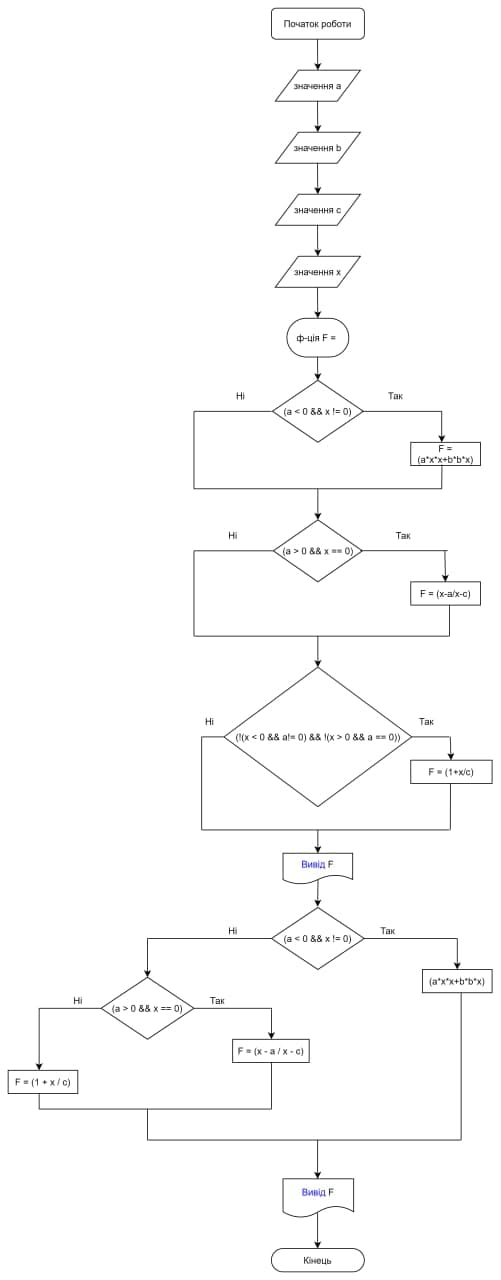 Початок роботи
значення a
значення b
значення c
значення x
ф-ція F =
Ні
Так
(a < 0 && x != 0)
F =
(a*x*x+b*b*x)
Ні
Так
(a > 0 && x == 0)
F = (x-a/x-c)
Ні
Так
(!(x < 0 && a!= 0) && !(x > 0 && a == 0))
F = (1+x/c)
Вивід F
Ні
Так
(a < 0 && x != 0)
(a*x*x+b*b*x)
Ні
Так
(a > 0 && x == 0)
F = (x - a / x - c)
F = (1 + x / c)
Вивід F
Кінець